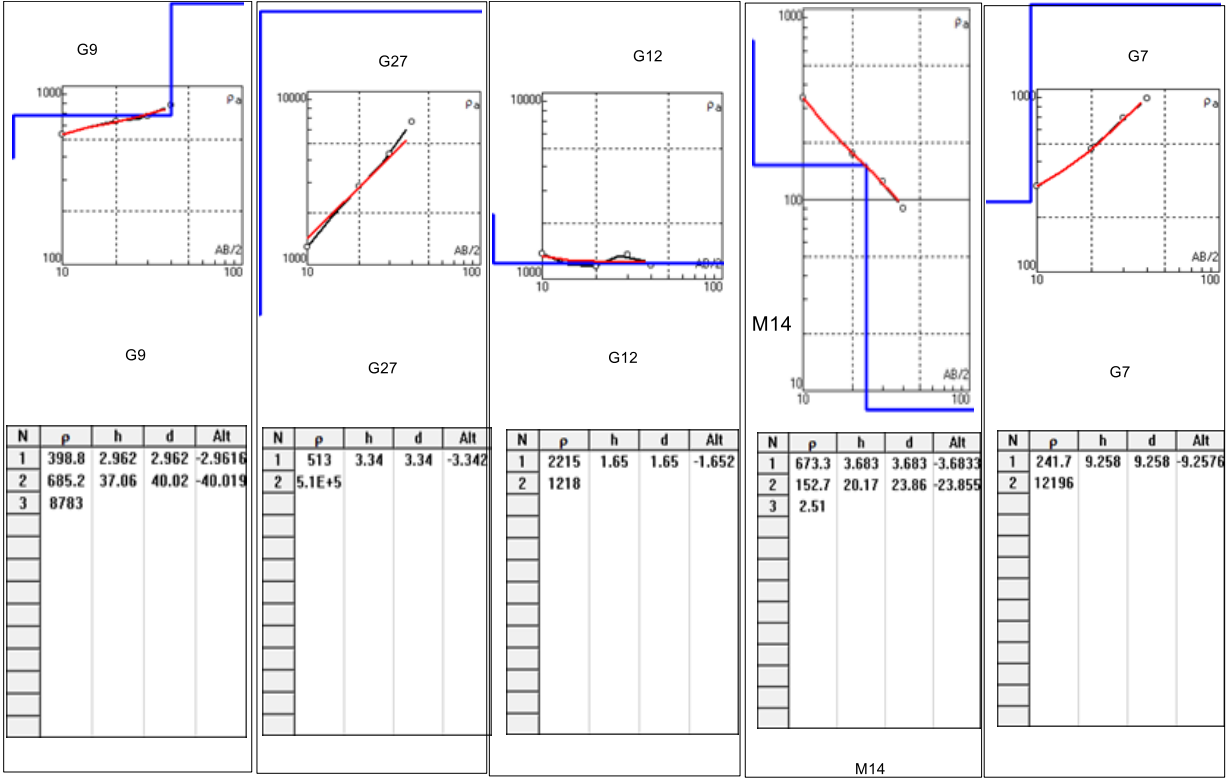 G9
1000
ρa
AB/2
100
10
100
G9
N ρ h d Alt
1 398.8 2.962 2.962 -2.9616
2 685.2 37.06 40.02 -40.019
3 8783
G27
10000
ρa
AB/2
1000
10
100
G27
N ρ h d Alt
1 513 3.34 3.34 -3.342
2 5.1E+5
G12
10000
ρa
AB/2
1000
10
100
G12
N ρ h d Alt
1 2215 1.65 1.65 -1.652
2 1218
1000
ρa
100
M14
AB/2
10
10
100
N ρ h d Alt
1 673.3 3.683 3.683 -3.6833
2 152.7 20.17 23.86 -23.855
3 2.51
M14
G7
1000
ρa
AB/2
100
10
100
G7
N ρ h d Alt
1 241.7 9.258 9.258 -9.2576
2 12196